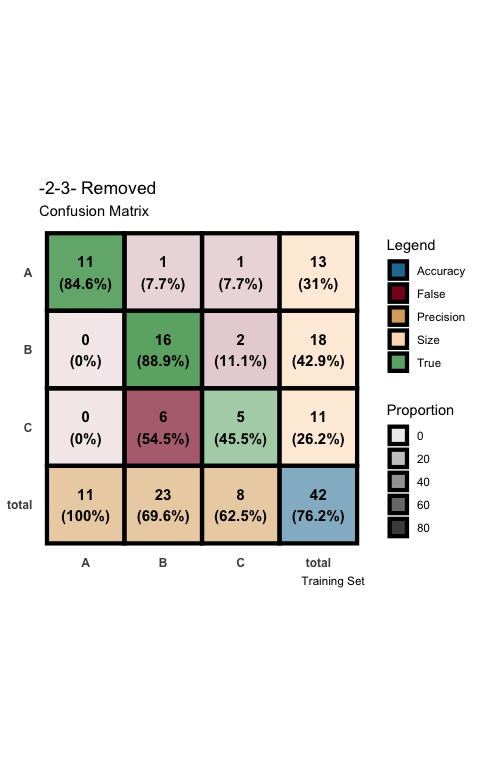 -2-3- Removed
Confusion Matrix
A
11
(84.6%)
1
(7.7%)
1
(7.7%)
13
(31%)
B
0
(0%)
16
(88.9%)
2
(11.1%)
18
(42.9%)
C
0
(0%)
6
(54.5%)
5
(45.5%)
11
(26.2%)
total
11
(100%)
23
(69.6%)
8
(62.5%)
42
(76.2%)
A
B
C
total
Training Set
Legend
Accuracy
False
Precision
Size
True
Proportion
0
20
40
60
80